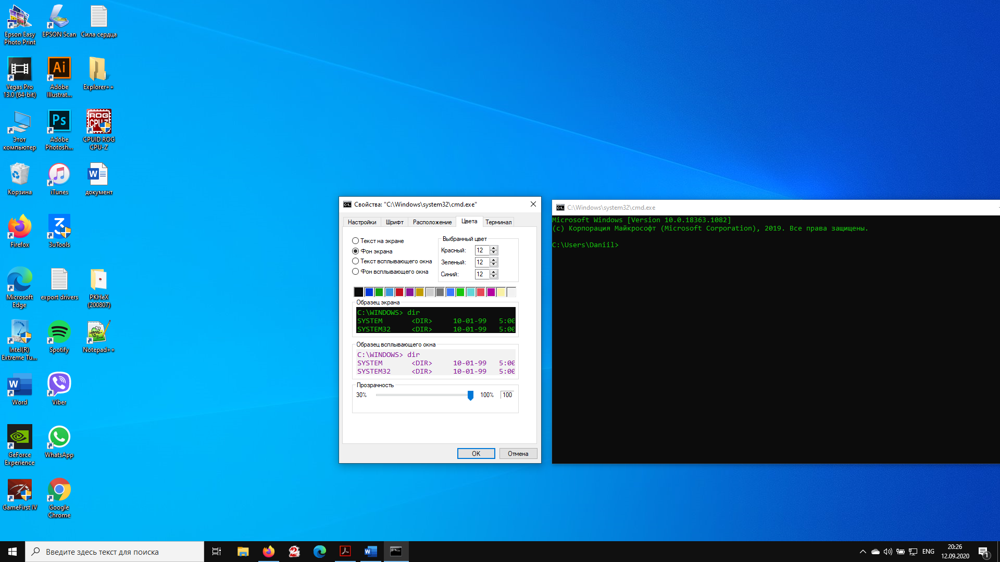 Epson Easy
Photo Print
EPSON Scan
Сила сердца
Vegas Pro
13.0 (64-bit)
Adobe
Illustrat...
Explorer++
Этот
компьютер
Adobe
Photosh...
CPUID ROG
CPU-Z
Корзина
iTunes
документ
Firefox
3uTools
Microsoft
Edge
export drivers
PKHeX
(200807)
Intel(R)
Extreme Tu...
Spotify
Notepad++
Word
Viber
GeForce
Experience
WhatsApp
GameFirst IV
Google
Chrome
Свойства: "C:\Windows\system32\cmd.exe"
Настройки
Шрифт
Расположение
Цвета
Терминал
Текст на экране
Фон экрана
Текст всплывающего окна
Фон всплывающего окна
Выбранный цвет
Красный: 12
Зеленый: 12
Синий: 12
Образец экрана
C:\WINDOWS> dir
SYSTEM <DIR> 10-01-99 5:00
SYSTEM32 <DIR> 10-01-99 5:00
Образец всплывающего окна
C:\WINDOWS> dir
SYSTEM <DIR> 10-01-99 5:00
SYSTEM32 <DIR> 10-01-99 5:00
Прозрачность
30% 100% 100
OK
Отмена
C:\Windows\system32\cmd.exe
Microsoft Windows [Version 10.0.18363.1082]
(c) Корпорация Майкрософт (Microsoft Corporation), 2019. Все права защищены.
C:\Users\Daniil>
Введите здесь текст для поиска
ENG
20:26
12.09.2020
1